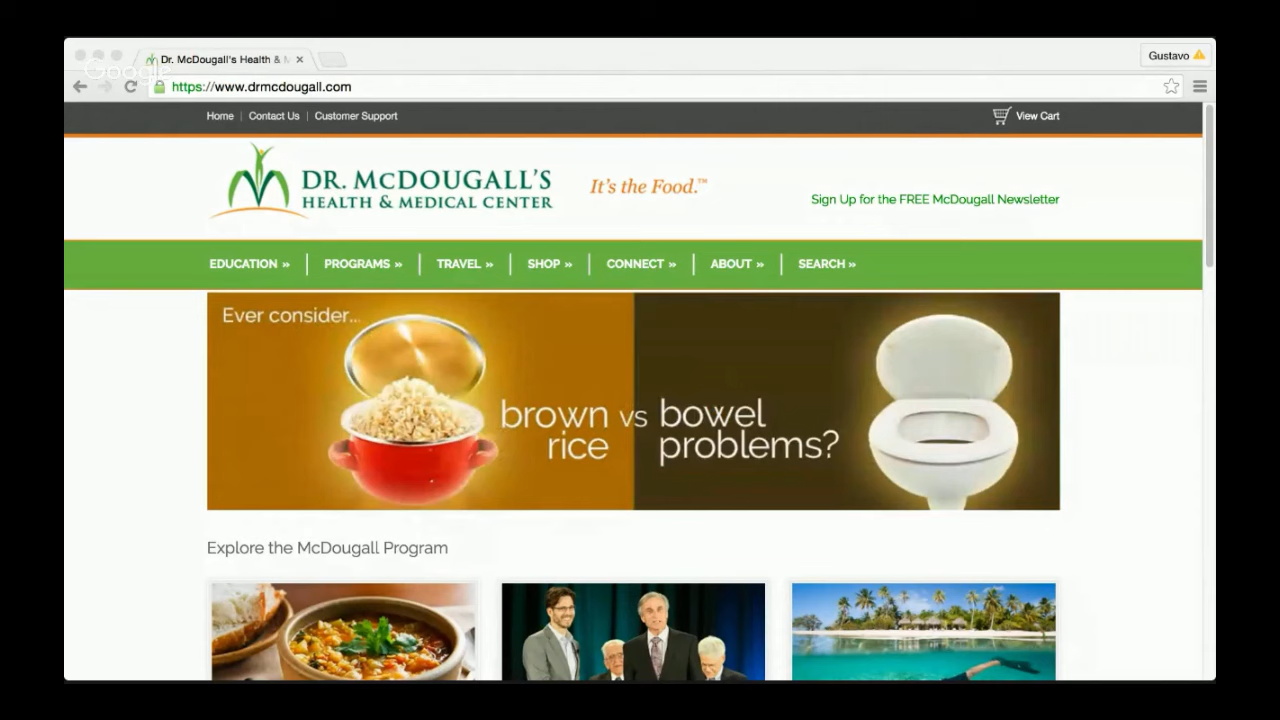 Dr. McDougall's Health &
Gustavo
Google
https://www.drmcdougall.com
Home | Contact Us | Customer Support
View Cart
DR. McDOUGALL'S
HEALTH & MEDICAL CENTER
It's the Food.™
Sign Up for the FREE McDougall Newsletter
EDUCATION » PROGRAMS » TRAVEL » SHOP » CONNECT » ABOUT » SEARCH »
Ever consider...
brown vs bowel
rice problems?
Explore the McDougall Program